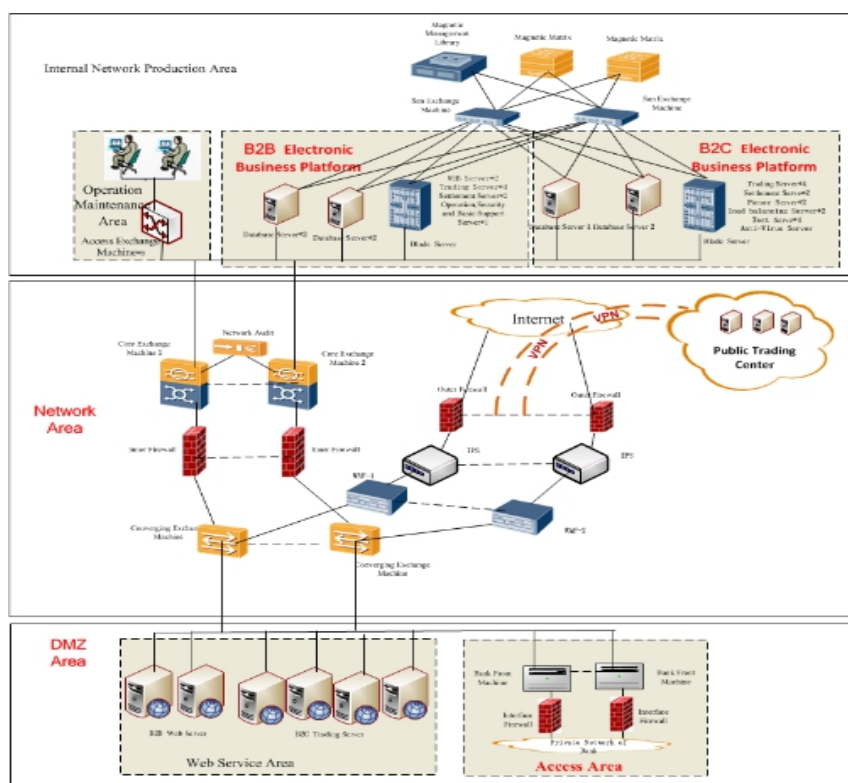 Magnetic
Management
Library
Magnetic Matrix
Magnetic Matrix
Internal Network Production Area
San Exchange
Machine
San Exchange
Machine
B2B Electronic
Business Platform
B2C Electronic
Business Platform
Operation
Maintenance
Area
Access Exchange
Machine
WEB Server*2
Trading Server*4
Settlement Server*2
Operation,Security
and Basic Support
Server*1
Database Server*2
Database Server*2
Blade Server
Trading Server*4
Settlement Server*2
Picture Server*2
load balancing Server*2
Test Server
Anti-Virus Server
Database Server 1
Database Server 2
Blade Server
Network Audit
Core Exchange
Machine 1
Core Exchange
Machine 2
Internet
VPN
VPN
Public Trading
Center
Network
Area
Outer Firewall
Outer Firewall
Inner Firewall
Inner Firewall
IPS
IPS
WAF-1
WAF-2
Converging Exchange
Machine
Converging Exchange
Machine
DMZ
Area
B2B Web Server
B2C Trading Server
Web Service Area
Bank Front
Machine
Bank Front
Machine
Interface
Firewall
Interface
Firewall
Private Network of
Bank
Access Area